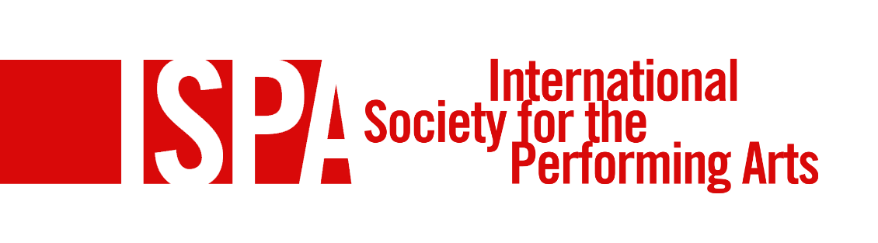 ISPA
International
Society for the
Performing Arts